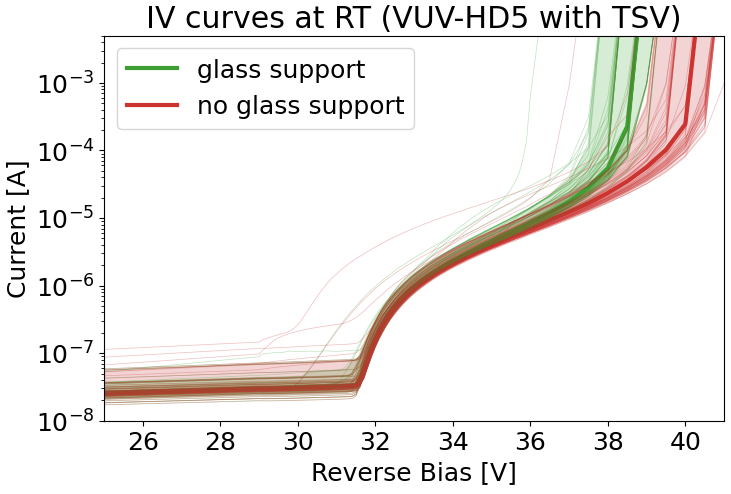 IV curves at RT (VUV-HD5 with TSV)
glass support
no glass support
Current [A]
10⁻³
10⁻⁴
10⁻⁵
10⁻⁶
10⁻⁷
10⁻⁸
26 28 30 32 34 36 38 40
Reverse Bias [V]